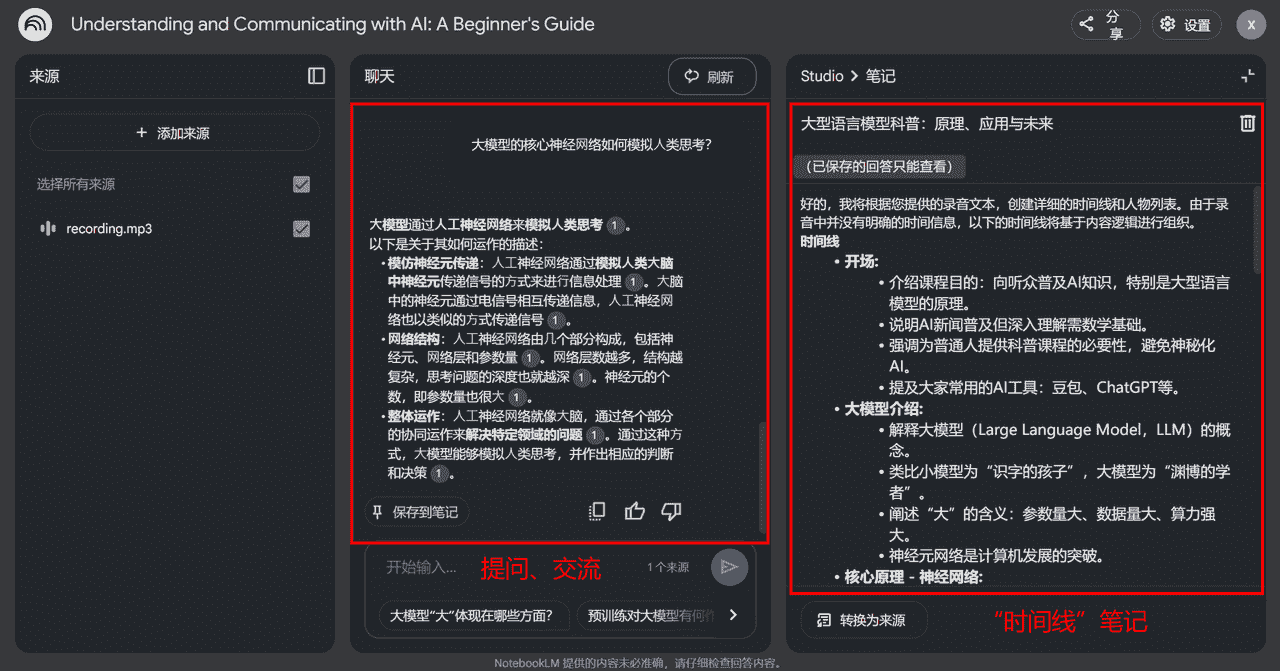 Understanding and Communicating with AI: A Beginner's Guide
分享
设置
X
来源
添加来源
选择所有来源
recording.mp3
聊天
刷新
大模型的核心神经网络如何模拟人类思考？
大模型通过人工神经网络来模拟人类思考 1 。
以下是关于其如何运作的描述：
• 模仿神经元传递：人工神经网络通过模拟人类大脑
中神经元传递信号的方式来进行信息处理 1 。大脑
中的神经元通过电信号相互传递信息，人工神经网
络也以类似的方式传递信号 1 。
• 网络结构：人工神经网络由几个部分构成，包括神
经元、网络层和参数量 1 。网络层数越多，结构越
复杂，思考问题的深度也就越深 1 。神经元的个
数，即参数量也很大 1 。
• 整体运作：人工神经网络就像大脑，通过各个部分
的协同运作来解决特定领域的问题 1 。通过这种方
式，大模型能够模拟人类思考，并作出相应的判断
和决策 1 。
保存到笔记
开始输入...
提问、交流
1 个来源
大模型“大”体现在哪些方面？
预训练对大模型有何作
Studio > 笔记
大型语言模型科普：原理、应用与未来
（已保存的回答只能查看）
好的，我将根据您提供的录音文本，创建详细的时间线和人物列表。由于录
音中并没有明确的时间信息，以下的时间线将基于内容逻辑进行组织。
时间线
• 开场:
• 介绍课程目的：向听众普及AI知识，特别是大型语言
模型的原理。
• 说明AI新闻普及但深入理解需数学基础。
• 强调为普通人提供科普课程的必要性，避免神秘化
AI。
• 提及大家常用的AI工具：豆包、ChatGPT等。
• 大模型介绍:
• 解释大模型（Large Language Model，LLM）的概
念。
• 类比小模型为“识字的孩子”，大模型为“渊博的学
者”。
• 阐述“大”的含义：参数量大、数据量大、算力强
大。
• 神经元网络是计算机发展的突破。
• 核心原理 - 神经网络:
转换为来源
“时间线”笔记
NotebookLM 提供的内容未必准确，请仔细检查回答内容。